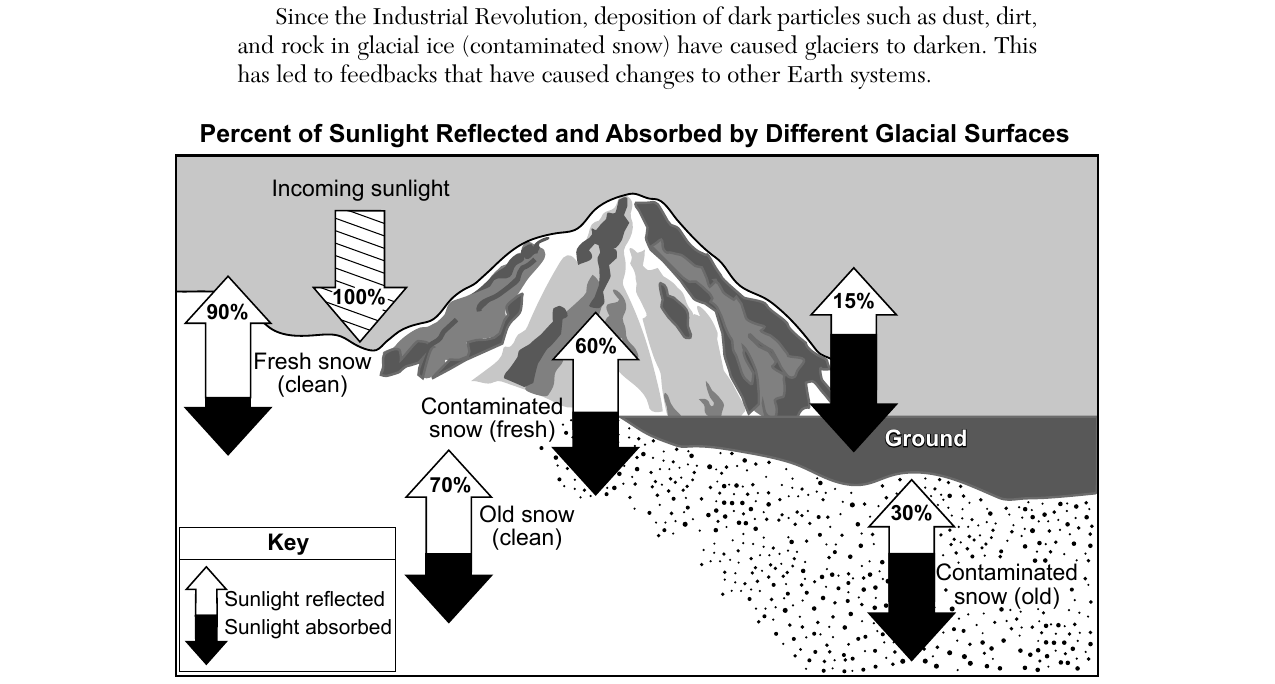 Since the Industrial Revolution, deposition of dark particles such as dust, dirt,
and rock in glacial ice (contaminated snow) have caused glaciers to darken. This
has led to feedbacks that have caused changes to other Earth systems.
Percent of Sunlight Reflected and Absorbed by Different Glacial Surfaces
Incoming sunlight
100%
90%
Fresh snow
(clean)
60%
Contaminated
snow (fresh)
15%
Ground
70%
Old snow
(clean)
30%
Contaminated
snow (old)
Key
Sunlight reflected
Sunlight absorbed